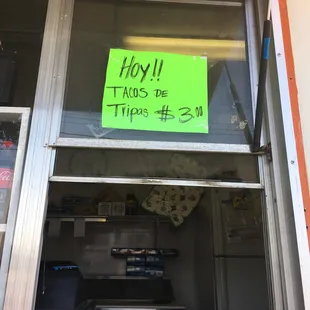 Hoy!!
TACOS DE
Tripas $3.00